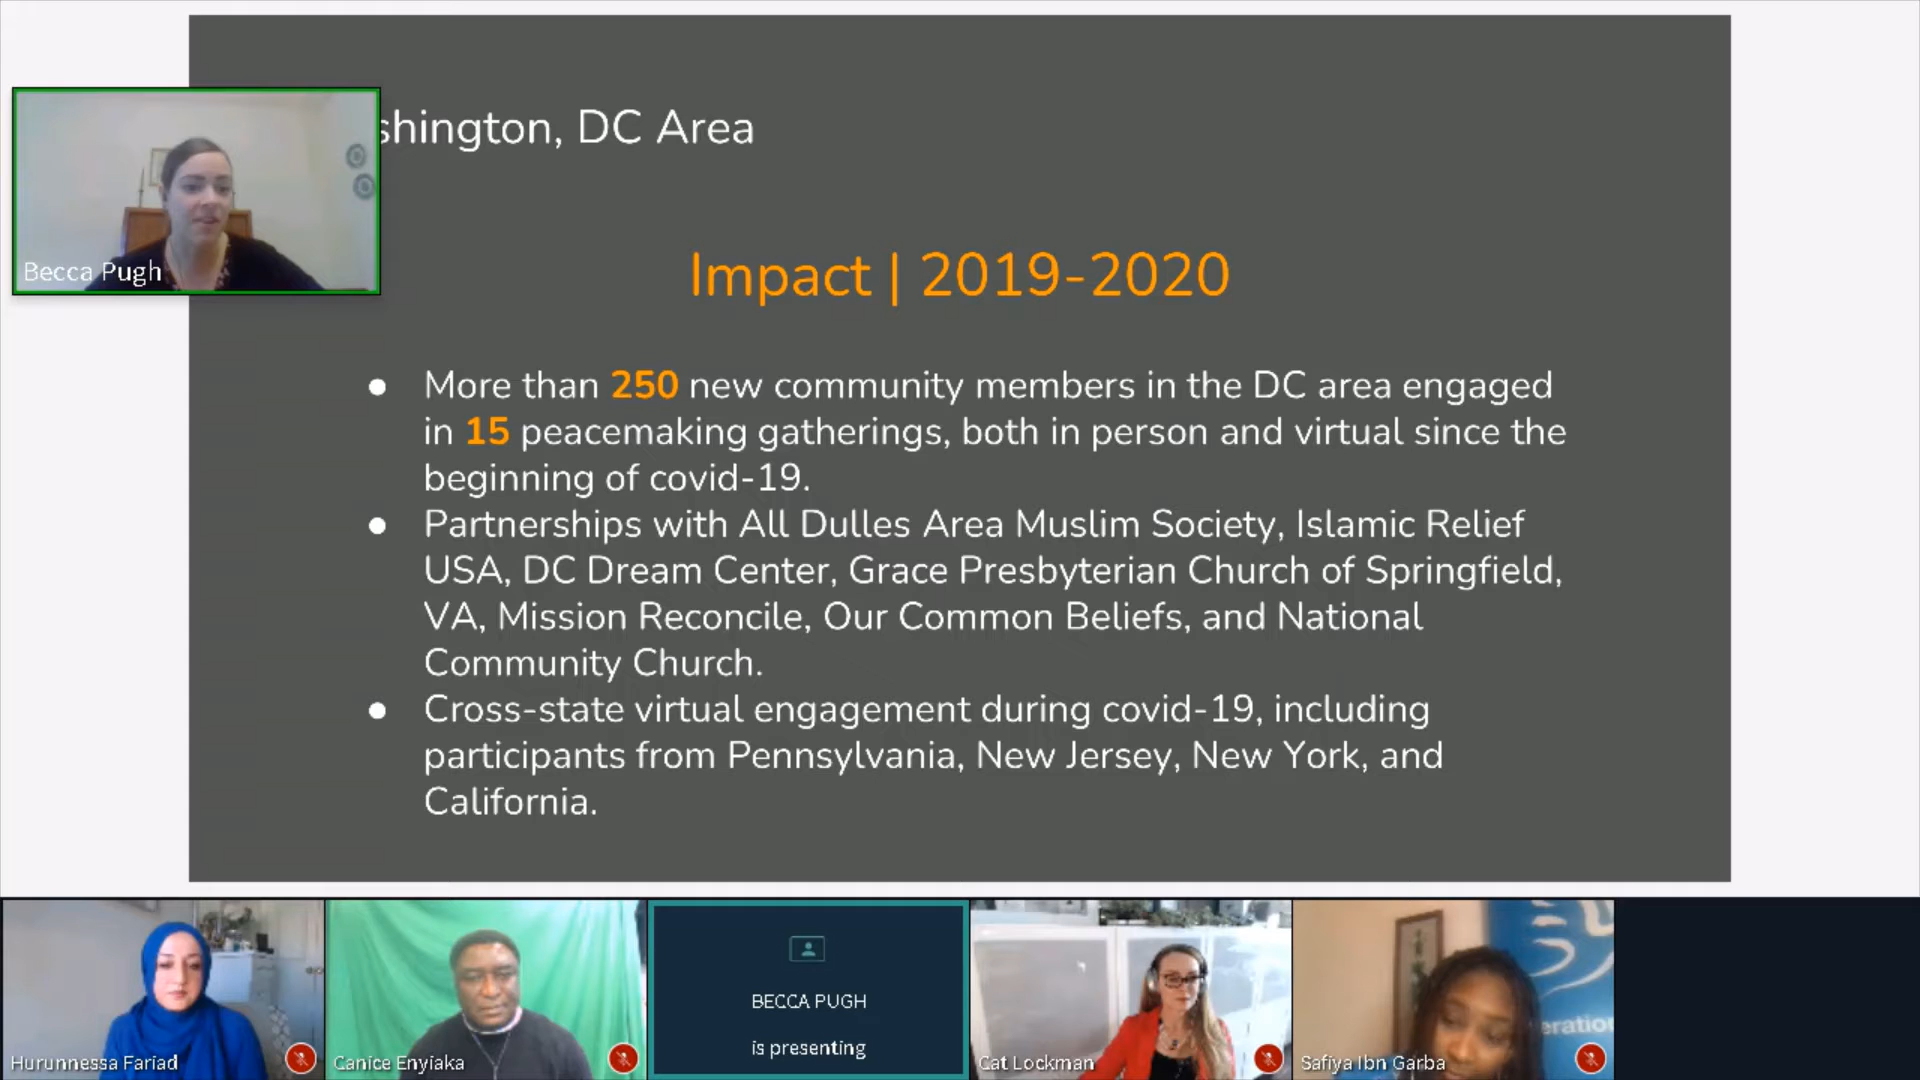 shington, DC Area
Becca Pugh
Impact | 2019-2020
● More than 250 new community members in the DC area engaged
in 15 peacemaking gatherings, both in person and virtual since the
beginning of covid-19.
● Partnerships with All Dulles Area Muslim Society, Islamic Relief
USA, DC Dream Center, Grace Presbyterian Church of Springfield,
VA, Mission Reconcile, Our Common Beliefs, and National
Community Church.
● Cross-state virtual engagement during covid-19, including
participants from Pennsylvania, New Jersey, New York, and
California.
BECCA PUGH
is presenting
eration
Hurunnessa Fariad
Canice Enyiaka
Cat Lockman
Safiya Ibn Garba